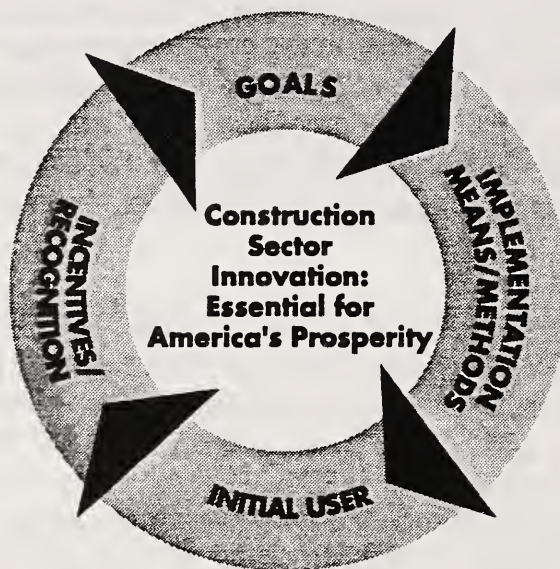 GOALS
IMPLEMENTATION
MEANS/METHODS
INITIAL USER
INCENTIVES/
RECOGNITION
Construction
Sector
Innovation:
Essential for
America's Prosperity